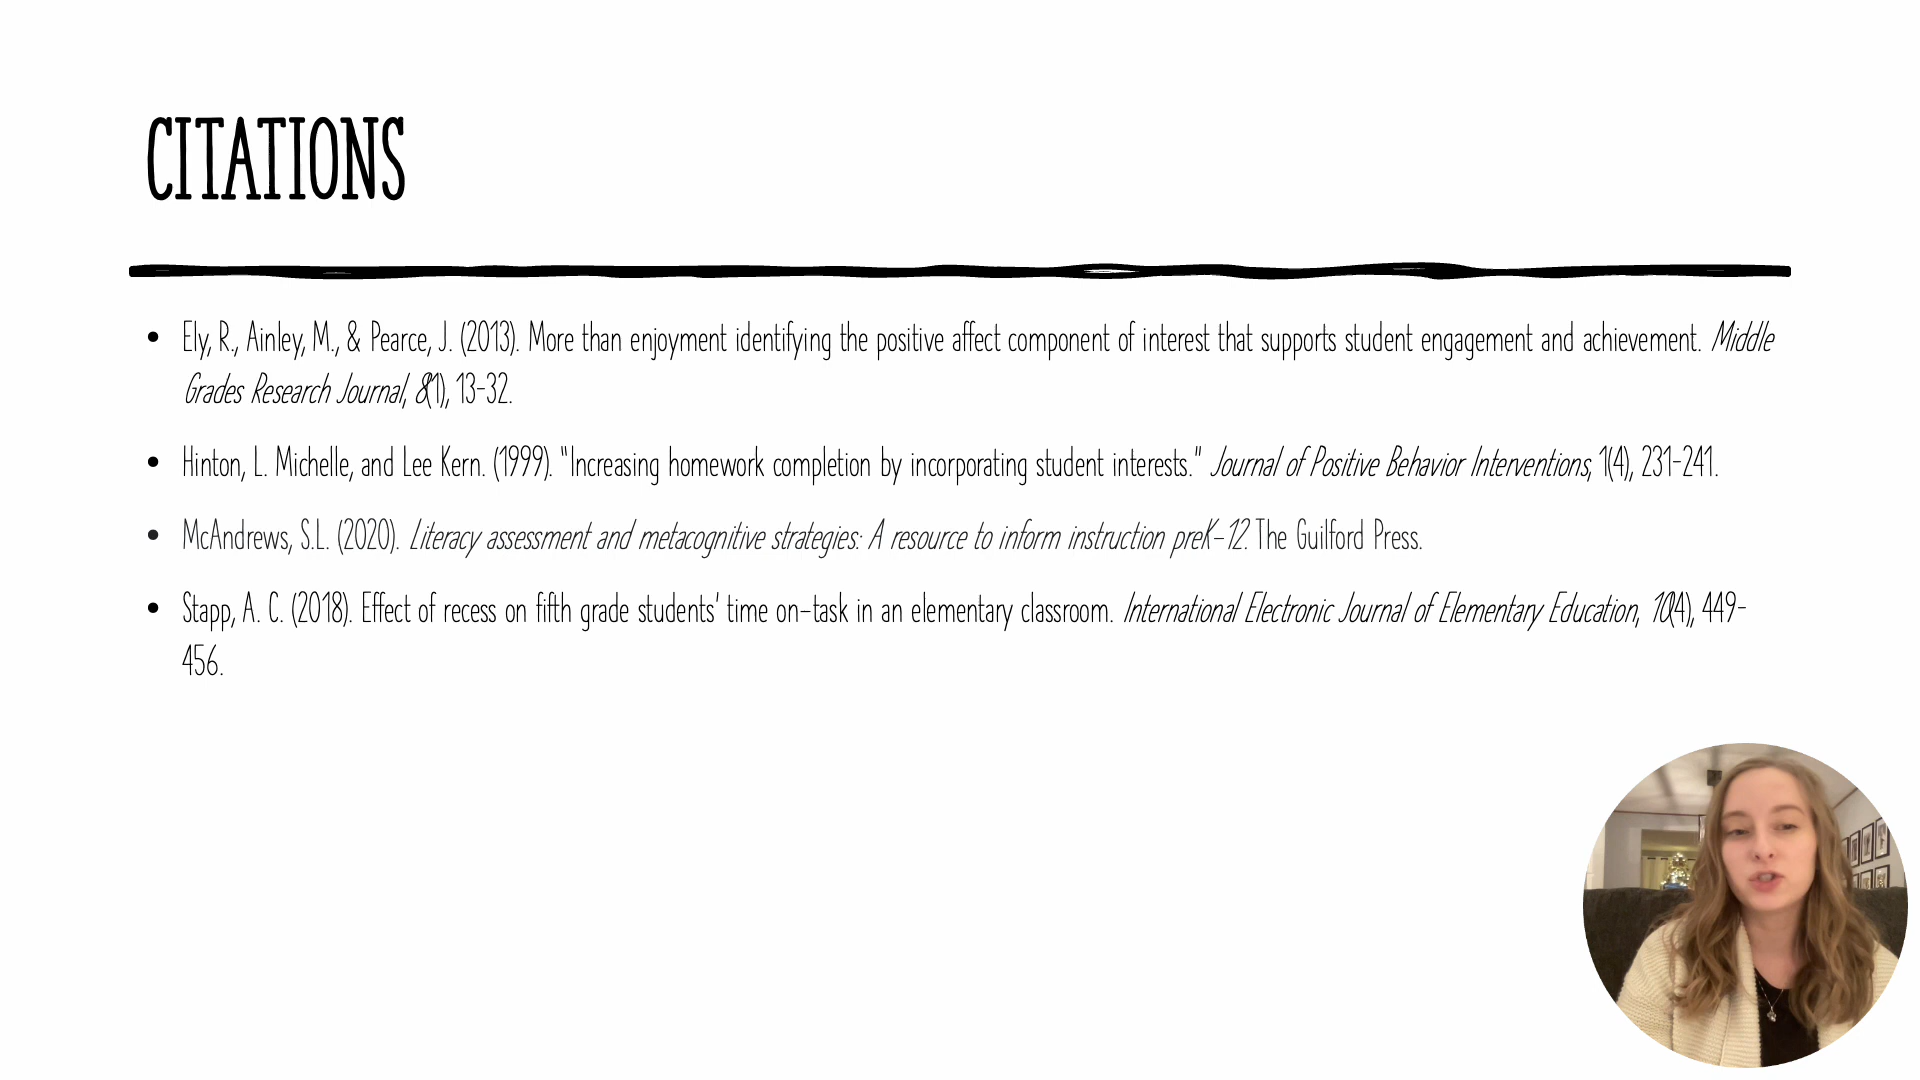 CITATIONS
• Ely, R., Ainley, M., & Pearce, J. (2013). More than enjoyment identifying the positive affect component of interest that supports student engagement and achievement. Middle
Grades Research Journal, 8(1), 13-32.
• Hinton, L. Michelle, and Lee Kern. (1999). "Increasing homework completion by incorporating student interests." Journal of Positive Behavior Interventions, 1(4), 231-241.
• McAndrews, S.L. (2020). Literacy assessment and metacognitive strategies: A resource to inform instruction preK-12. The Guilford Press.
• Stapp, A. C. (2018). Effect of recess on fifth grade students' time on-task in an elementary classroom. International Electronic Journal of Elementary Education, 10(4), 449-
456.